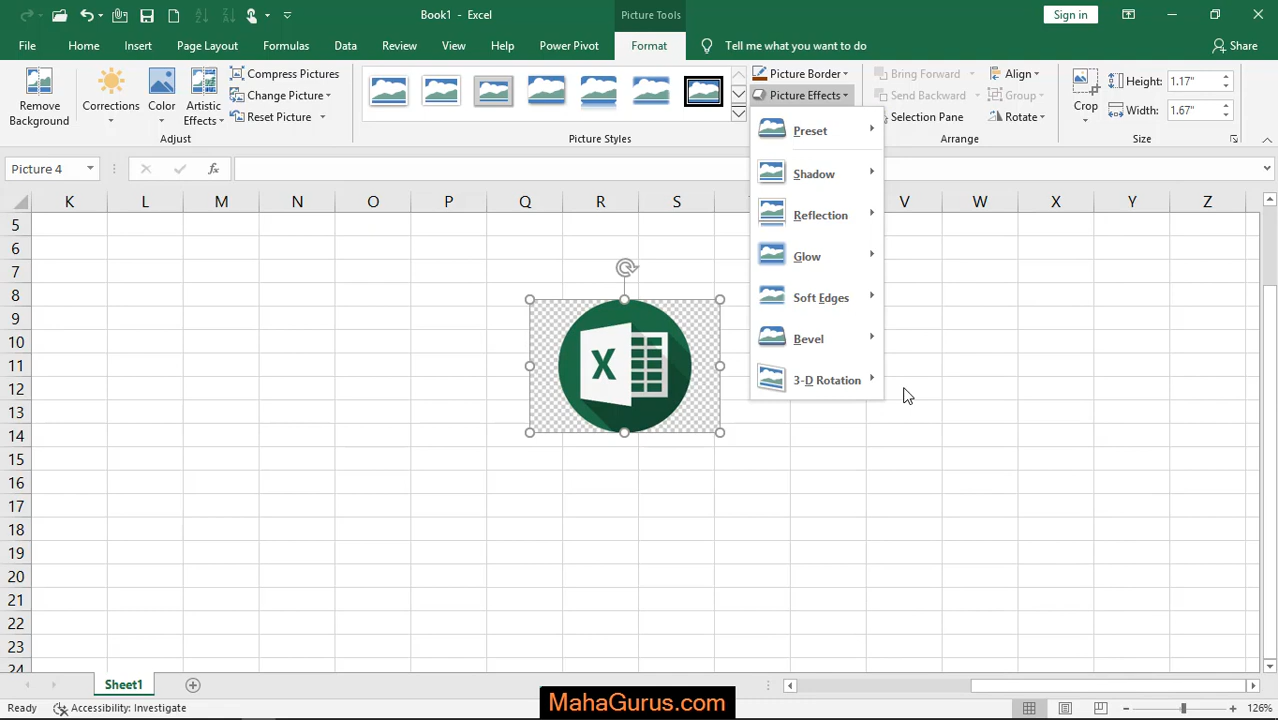 Book1 - Excel
Picture Tools
Sign in
File Home Insert Page Layout Formulas Data Review View Help Power Pivot Format Tell me what you want to do Share
Remove Background
Corrections
Color
Artistic Effects
Compress Pictures
Change Picture
Reset Picture
Adjust
Picture Styles
Picture Border
Picture Effects
Bring Forward
Send Backward
Selection Pane
Align
Group
Rotate
Arrange
Crop
Height: 1.17"
Width: 1.67"
Size
Picture 4 fx
K L M N O P Q R S V W X Y Z
Preset
Shadow
Reflection
Glow
Soft Edges
Bevel
3-D Rotation
X
5
6
7
8
9
10
11
12
13
14
15
16
17
18
19
20
21
22
23
24
Sheet1
Ready Accessibility: Investigate 126%
MahaGurus.com